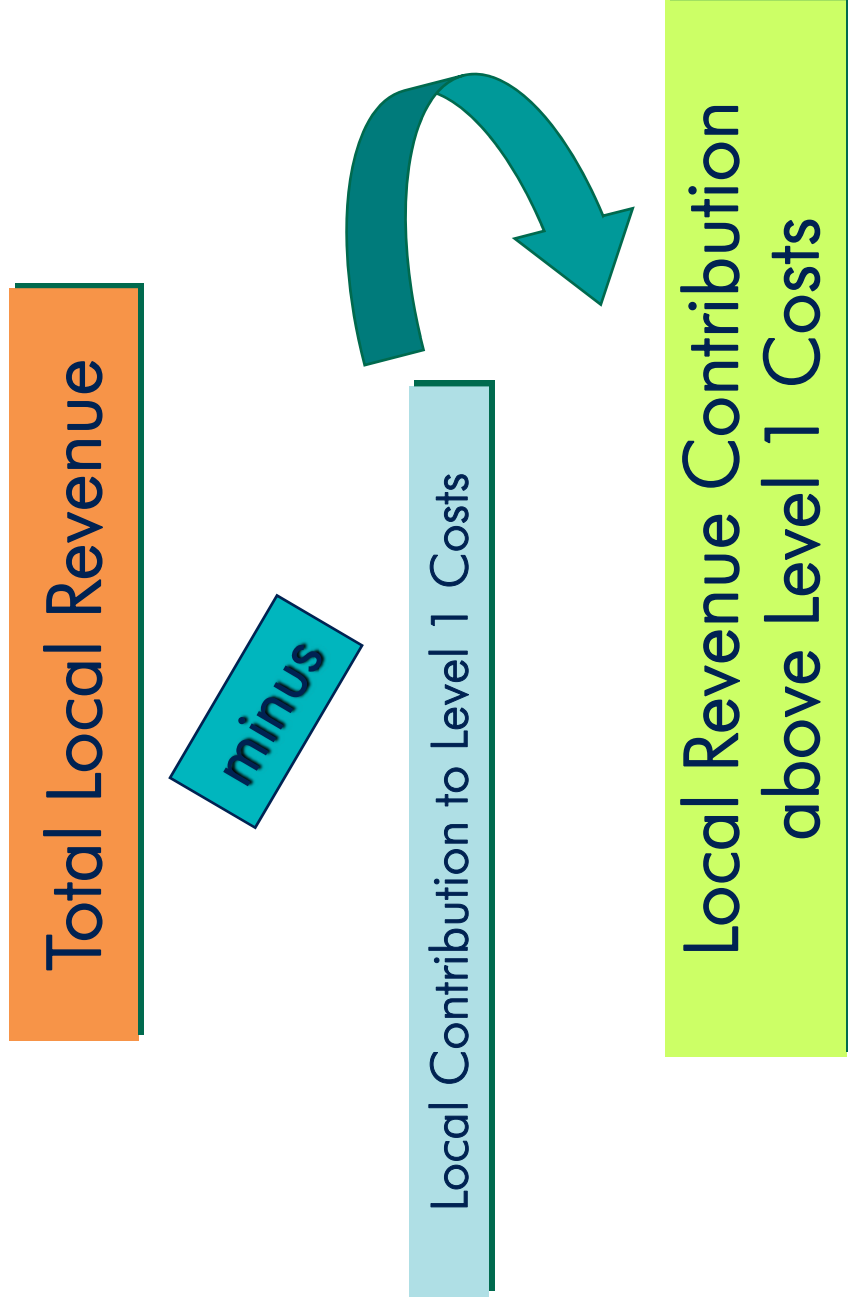 Total Local Revenue
minus
Local Contribution to Level 1 Costs
Local Revenue Contribution
above Level 1 Costs